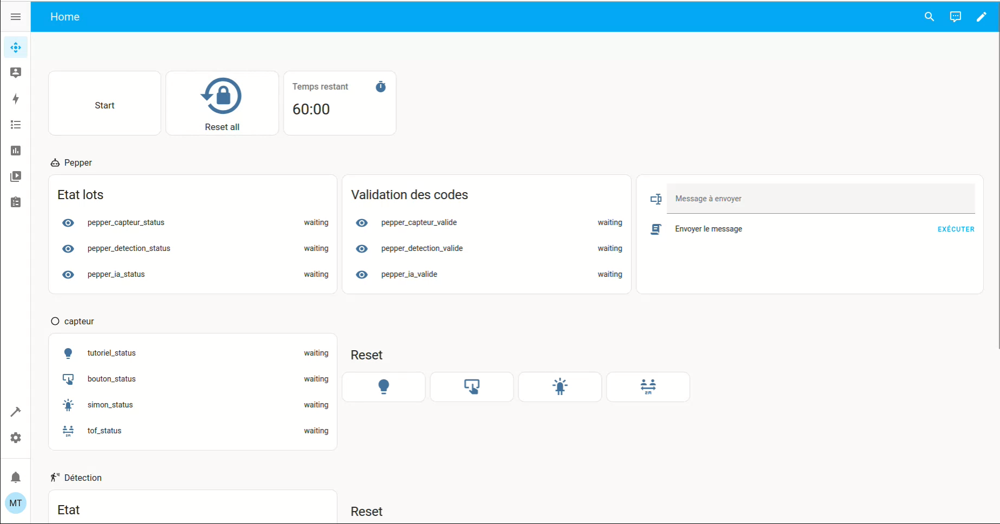 Home
Start
Reset all
Temps restant
60:00
Pepper
Etat lots
pepper_capteur_status waiting
pepper_detection_status waiting
pepper_ia_status waiting
Validation des codes
pepper_capteur_valide waiting
pepper_detection_valide waiting
pepper_ia_valide waiting
Message à envoyer
Envoyer le message EXÉCUTER
capteur
tutoriel_status waiting
bouton_status waiting
simon_status waiting
tof_status waiting
Reset
2M
Détection
Etat
Reset
MT